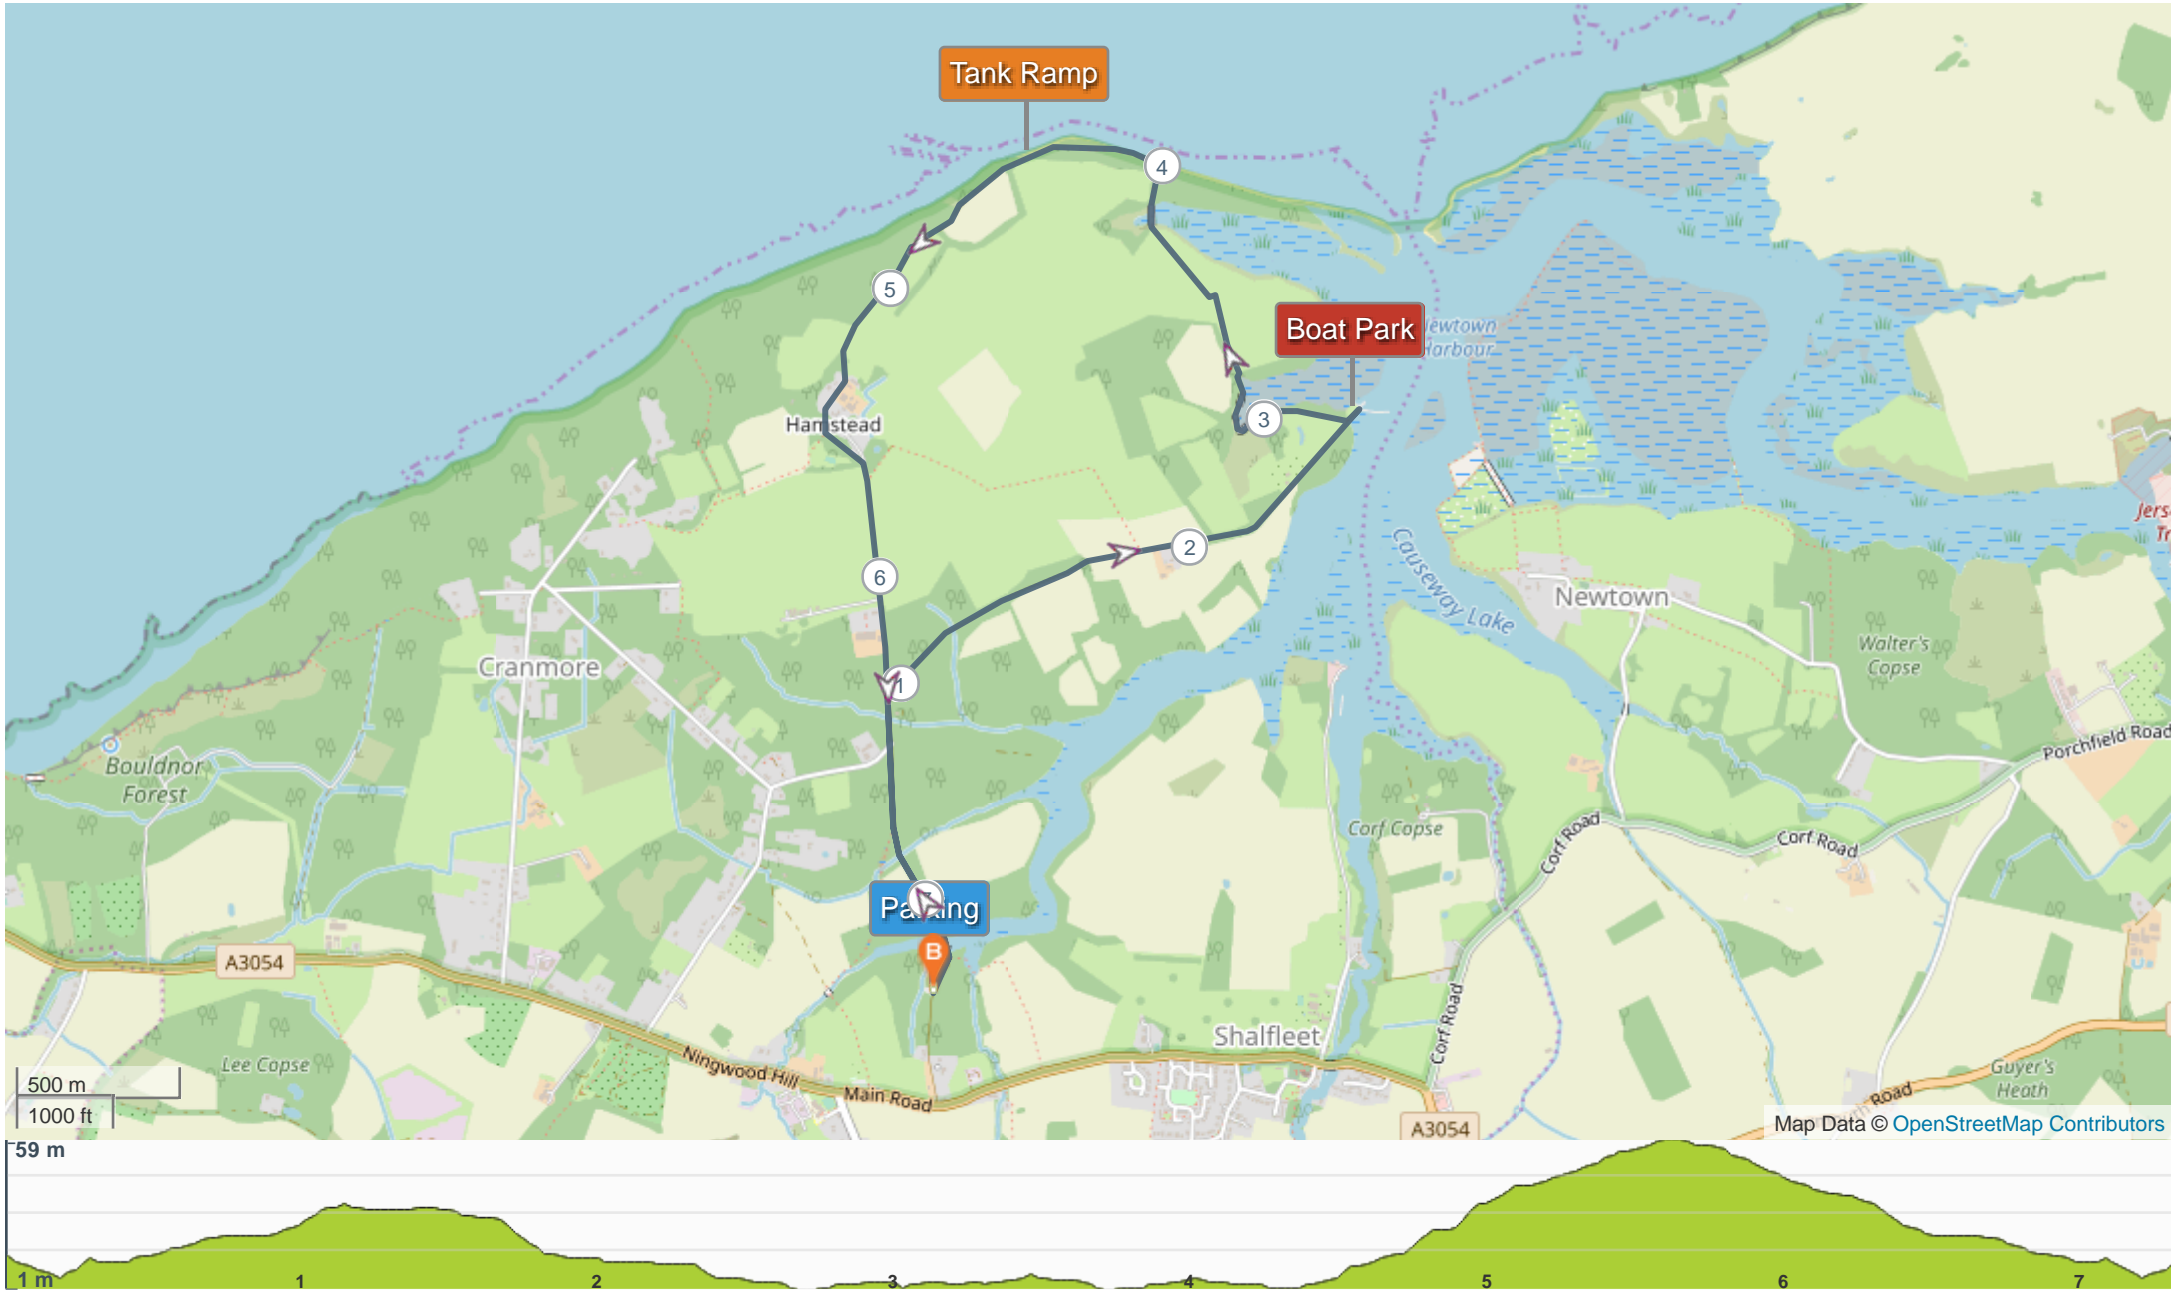 Tank Ramp
4
5
Boat Park
Harbour
3
Hamstead
2
6
Causeway Lake
Newtown
Cranmore
1
Walter's
Copse
Porchfield Road
Bouldnor
Forest
Corf Copse
Corf Road
Corf Road
Parking
B
A3054
Corf Road
Shalfleet
Lee Copse
Ningwood Hill
Main Road
Guyer's
Heath
500 m
1000 ft
Road
A3054
Map Data © OpenStreetMap Contributors
59 m
1 m
1
2
3
4
5
6
7